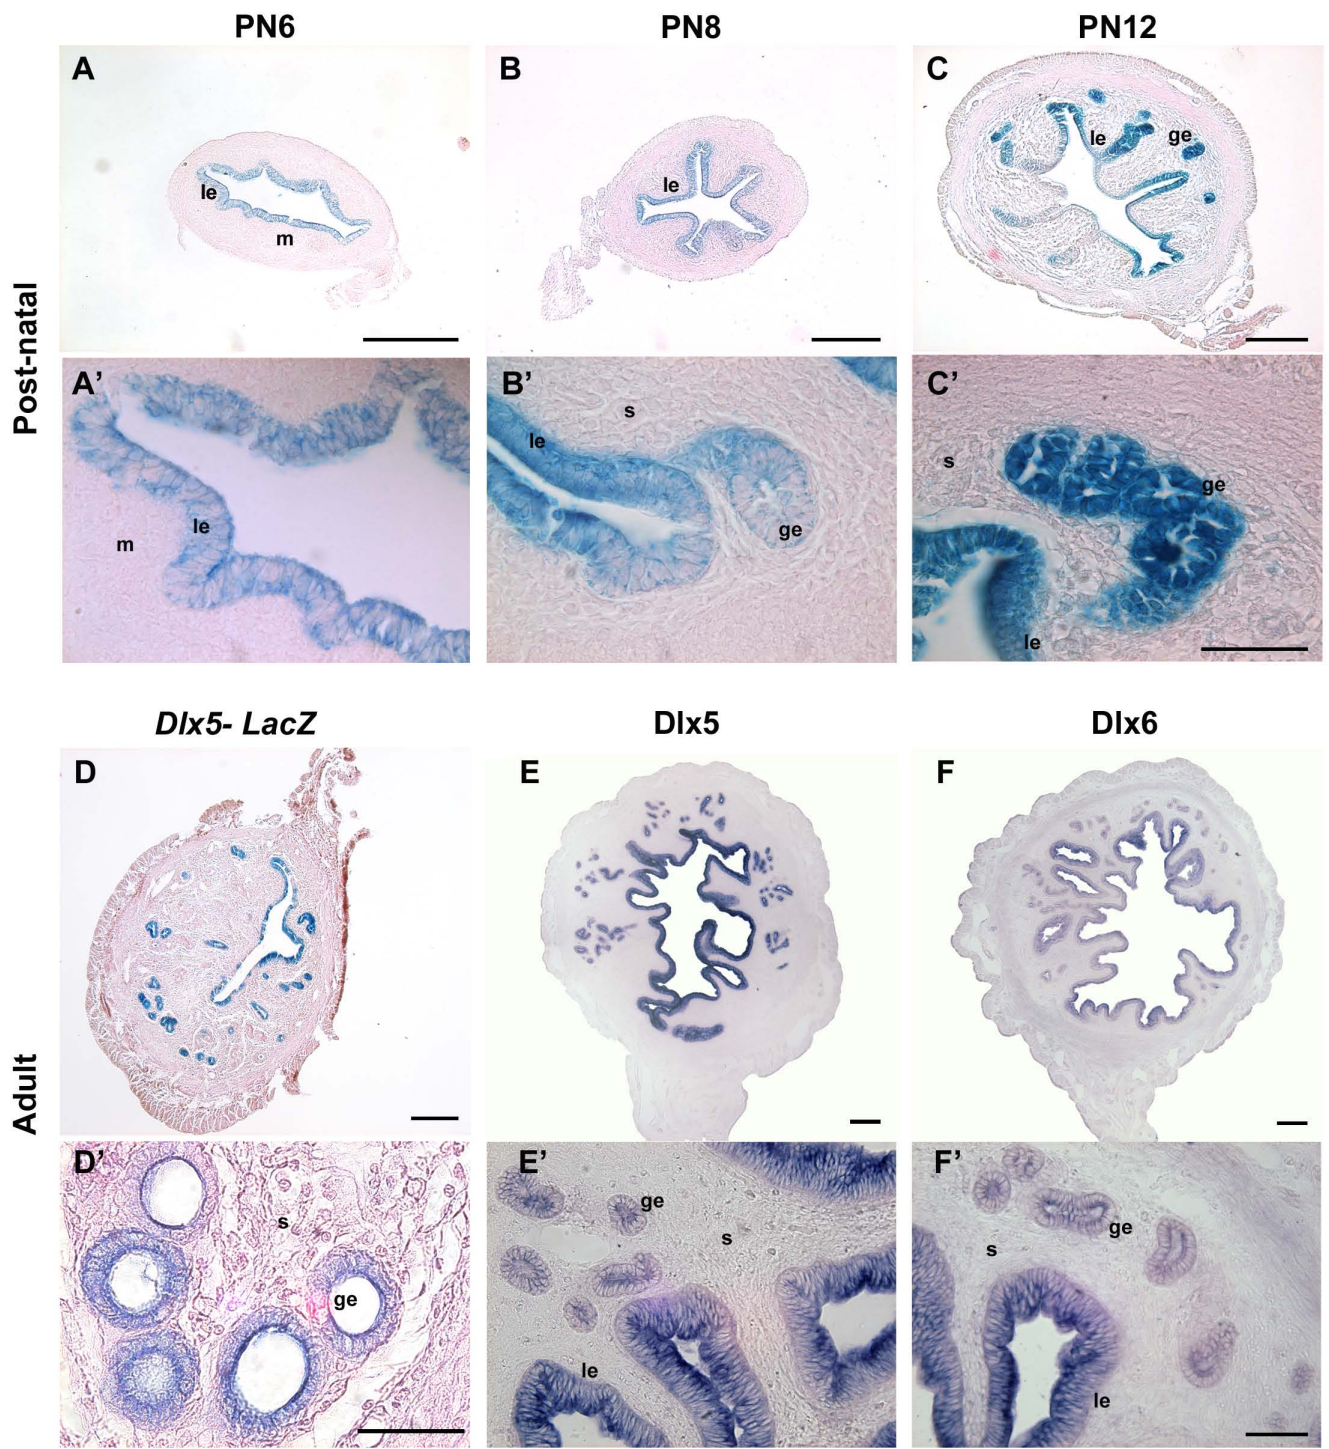 PN6 PN8 PN12
Post-natal
A B C
le m
le
le ge
A’ B’ C’
le m
s le ge
s ge le
Dlx5- LacZ Dlx5 Dlx6
Adult
D E F
D’ E’ F’
s ge
ge s le
ge s le